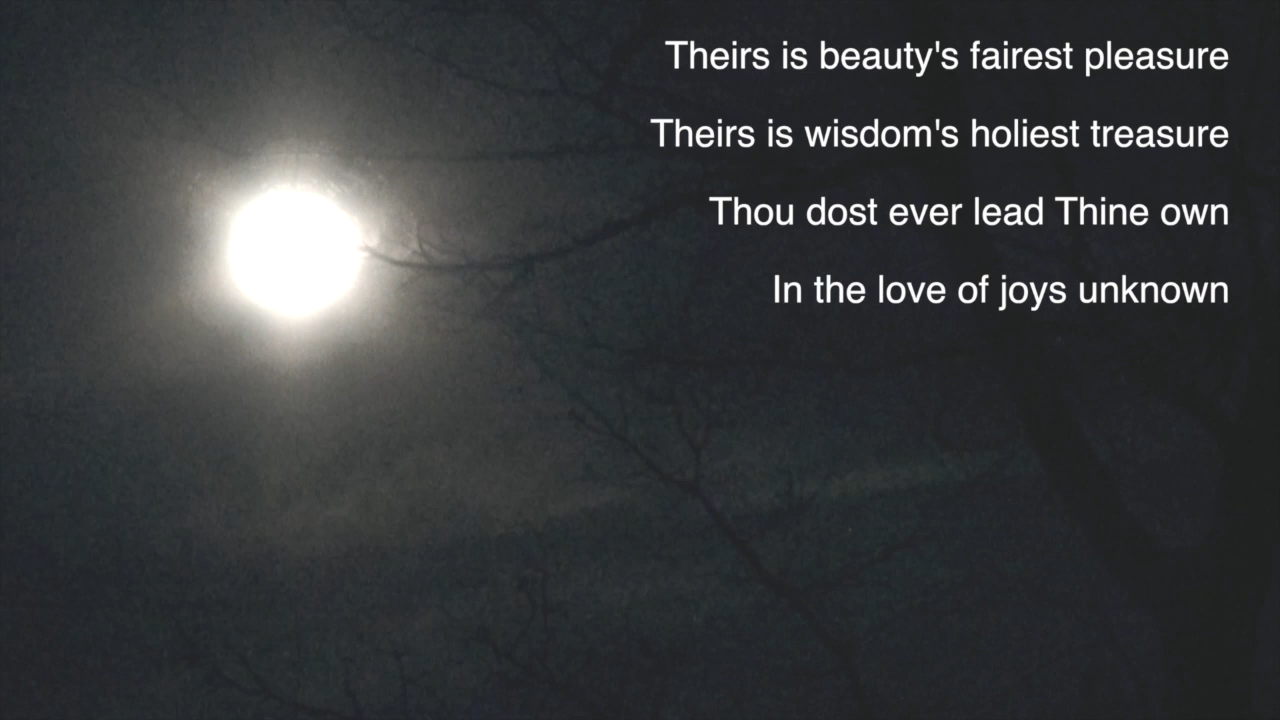 Theirs is beauty's fairest pleasure
Theirs is wisdom's holiest treasure
Thou dost ever lead Thine own
In the love of joys unknown